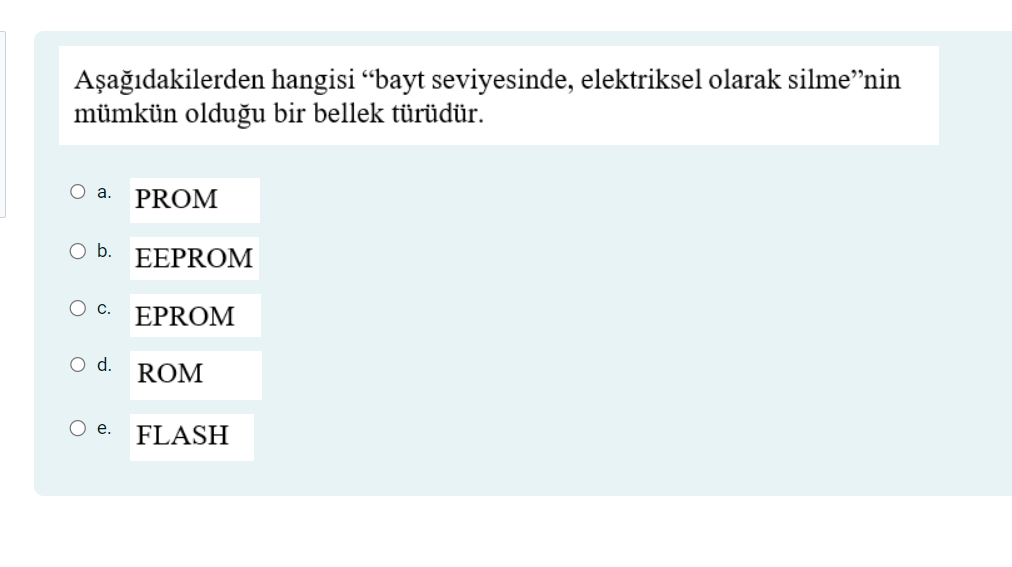 Aşağıdakilerden hangisi “bayt seviyesinde, elektriksel olarak silme”nin
mümkün olduğu bir bellek türüdür.
a. PROM
b. EEPROM
c. EPROM
d. ROM
e. FLASH